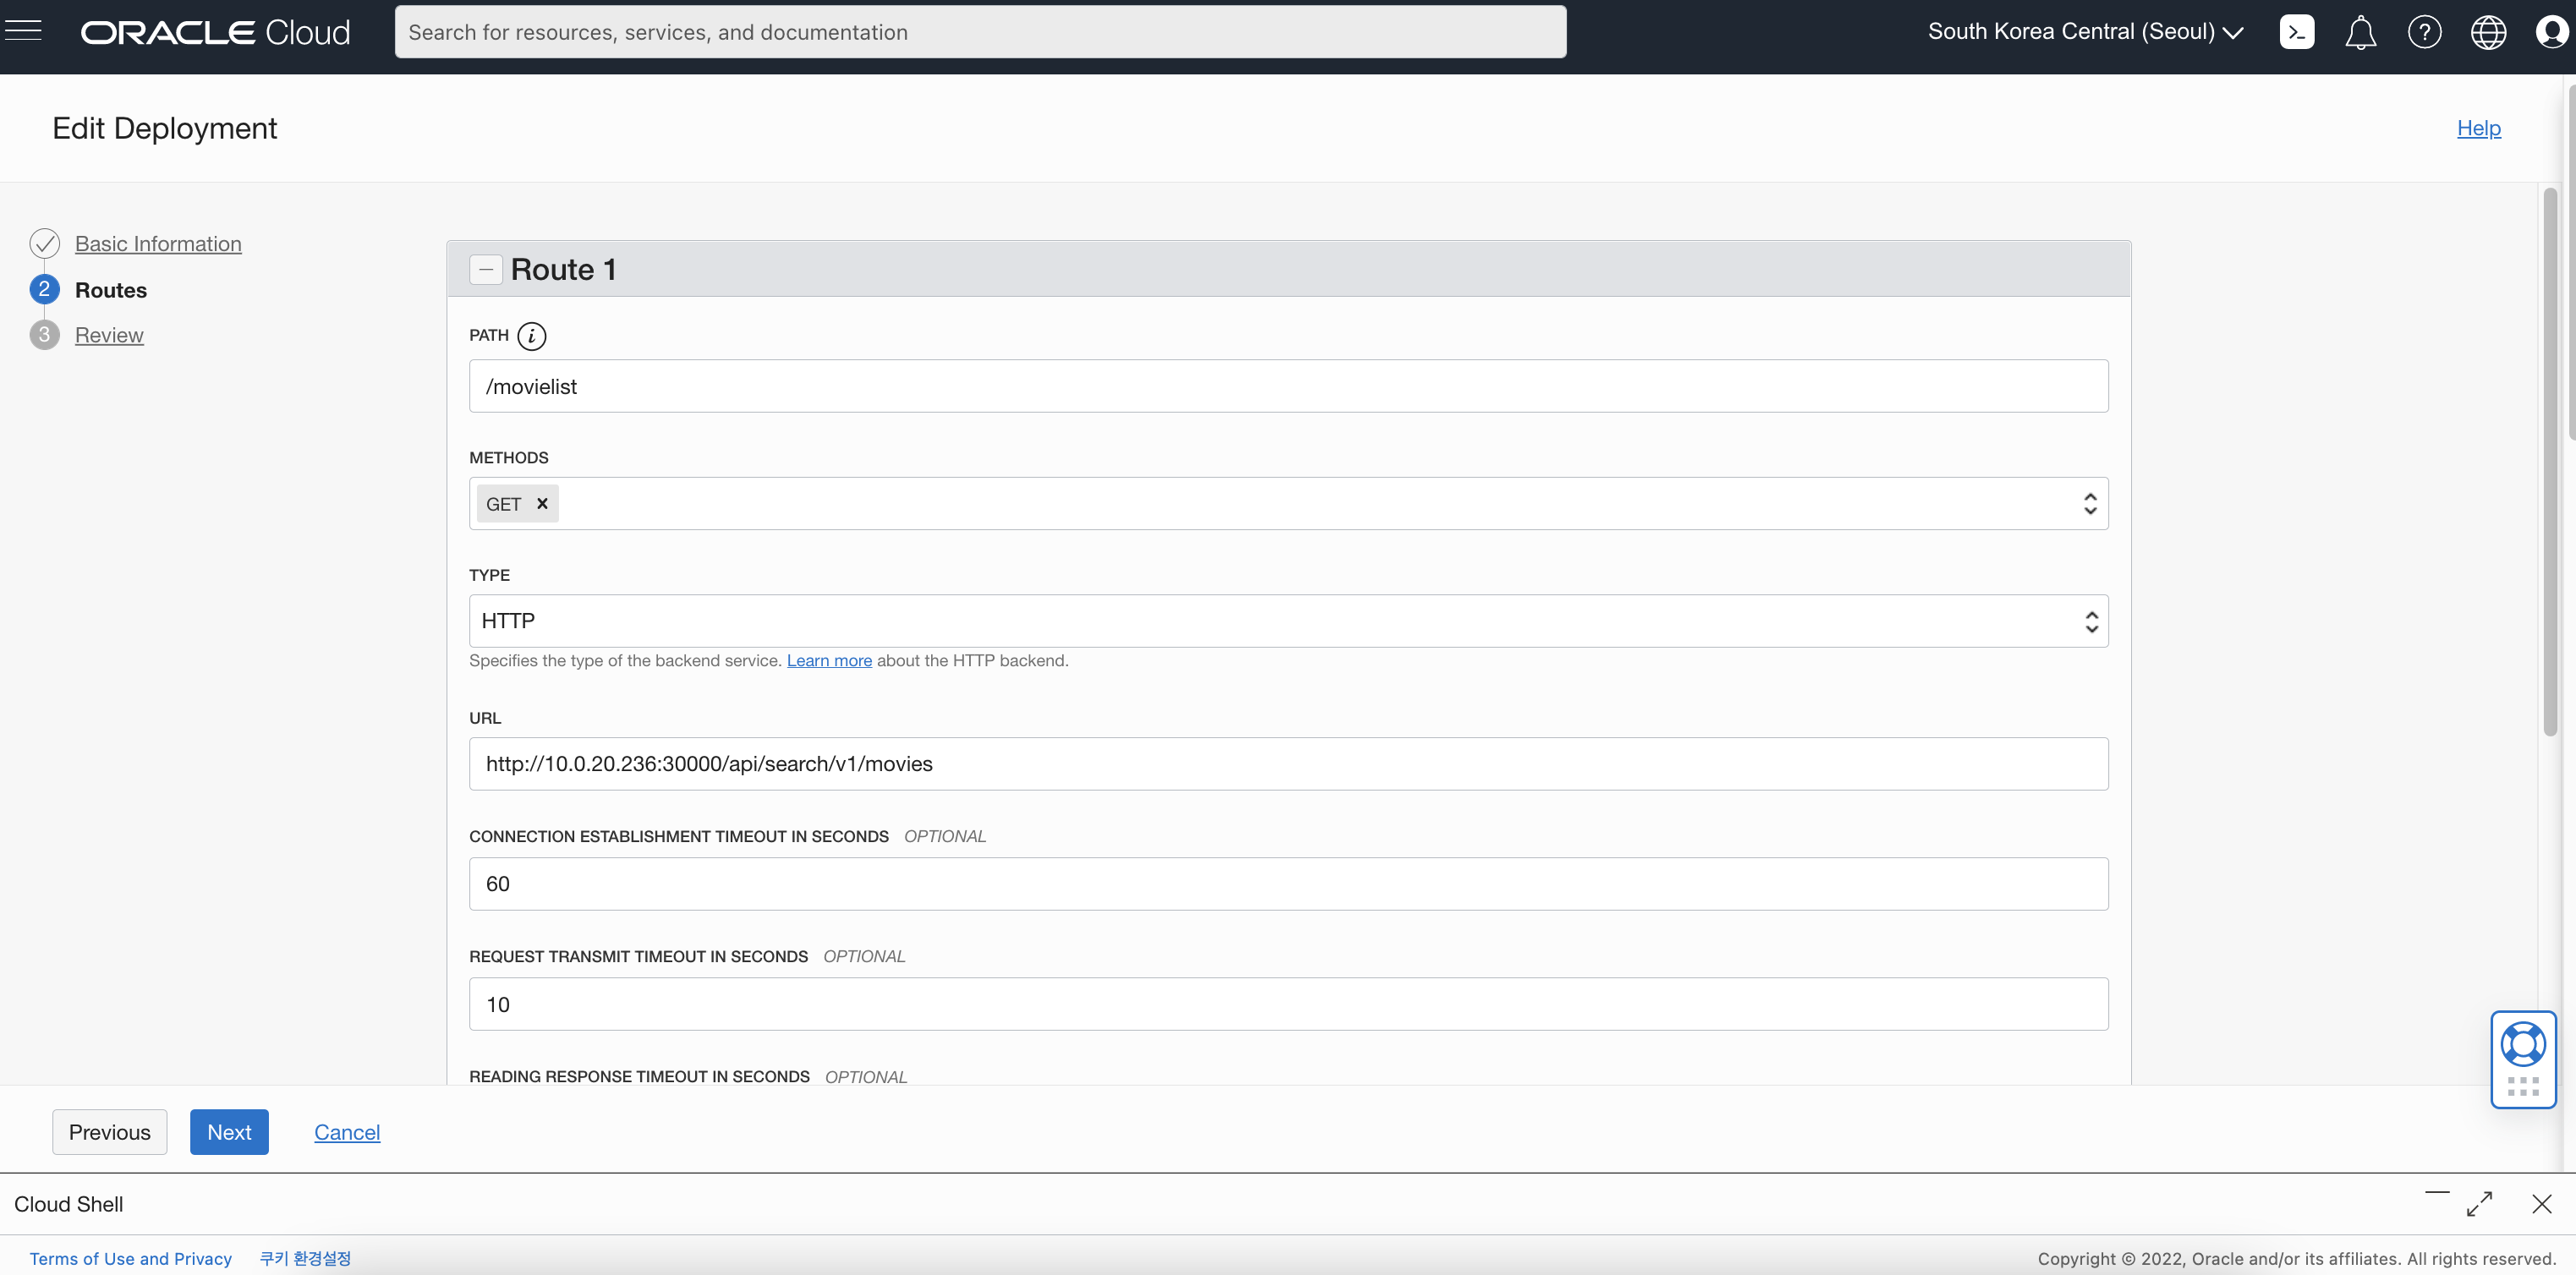 ORACLE Cloud
Search for resources, services, and documentation
South Korea Central (Seoul)
Edit Deployment
Help
Basic Information
2 Routes
3 Review
Route 1
PATH i
/movielist
METHODS
GET ×
TYPE
HTTP
Specifies the type of the backend service. Learn more about the HTTP backend.
URL
http://10.0.20.236:30000/api/search/v1/movies
CONNECTION ESTABLISHMENT TIMEOUT IN SECONDS OPTIONAL
60
REQUEST TRANSMIT TIMEOUT IN SECONDS OPTIONAL
10
READING RESPONSE TIMEOUT IN SECONDS OPTIONAL
Previous
Next
Cancel
Cloud Shell
Terms of Use and Privacy
쿠키 환경설정
Copyright © 2022, Oracle and/or its affiliates. All rights reserved.